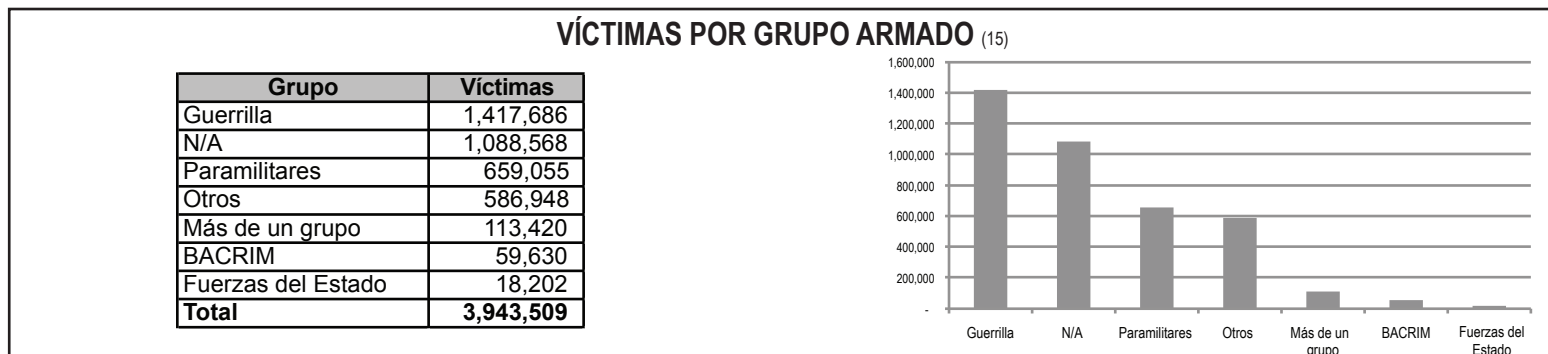 VÍCTIMAS POR GRUPO ARMADO (15)
Grupo Víctimas
Guerrilla 1,417,686
N/A 1,088,568
Paramilitares 659,055
Otros 586,948
Más de un grupo 113,420
BACRIM 59,630
Fuerzas del Estado 18,202
Total 3,943,509
1,600,000
1,400,000
1,200,000
1,000,000
800,000
600,000
400,000
200,000
-
Guerrilla N/A Paramilitares Otros Más de un grupo BACRIM Fuerzas del Estado